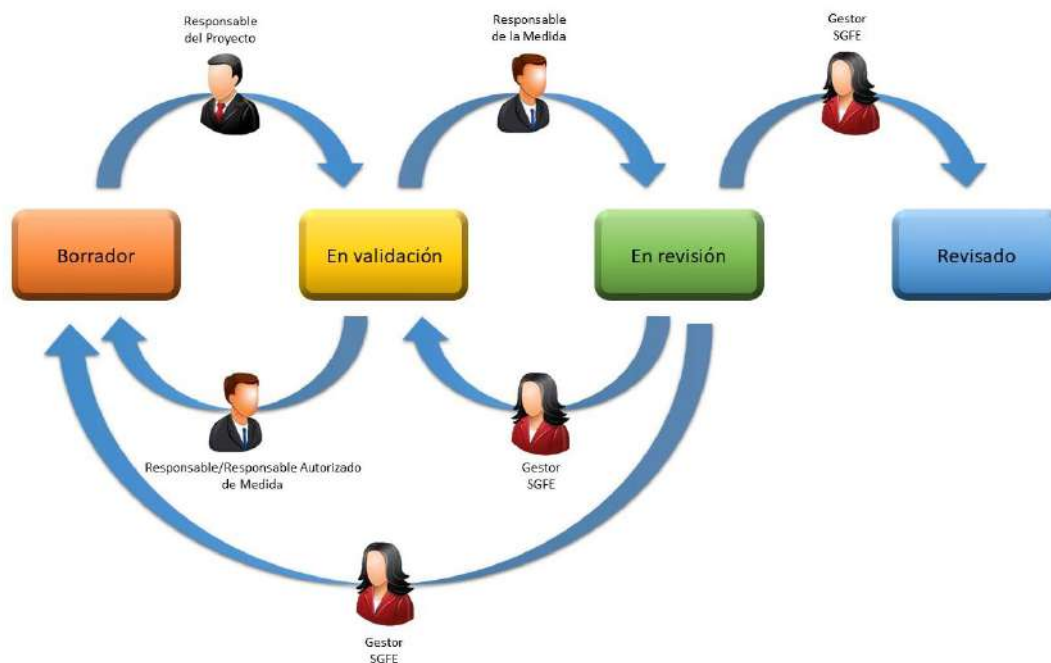 Responsable
del Proyecto
Responsable
de la Medida
Gestor
SGFE
Borrador
En validación
En revisión
Revisado
Responsable/Responsable Autorizado
de Medida
Gestor
SGFE
Gestor
SGFE